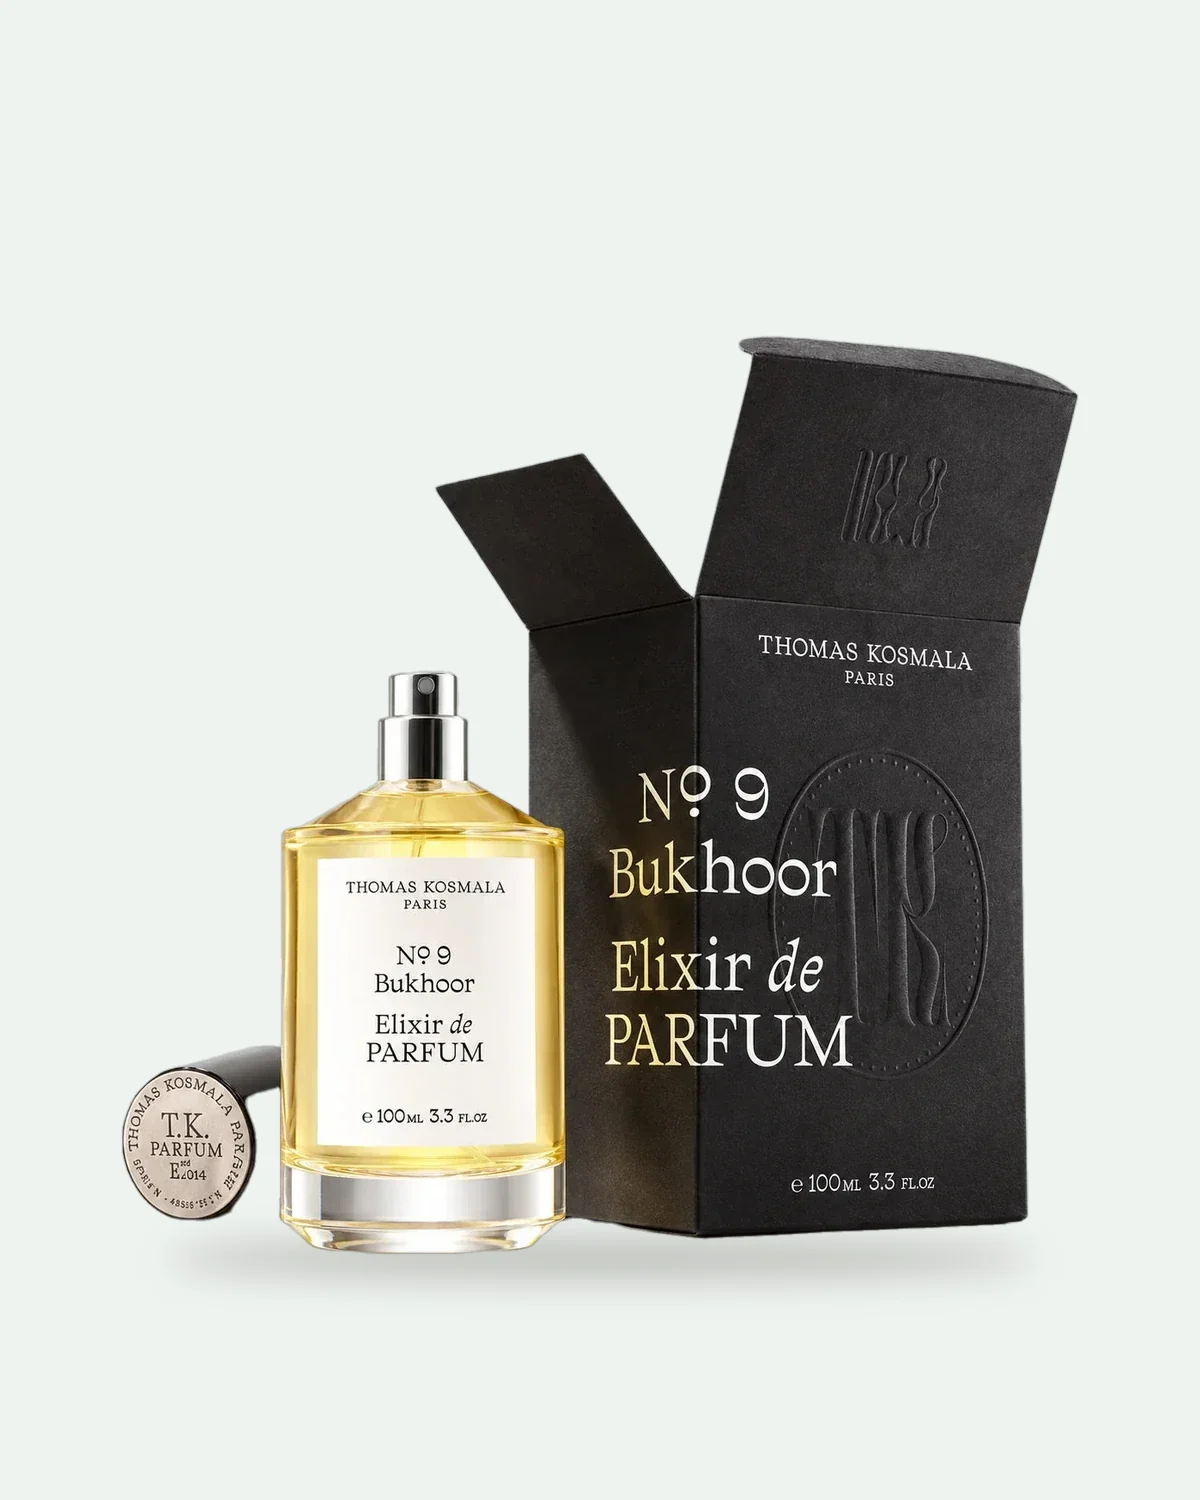 THOMAS KOSMALA
PARIS
Nº 9
Bukhoor
Elixir de
PARFUM
e 100ML 3.3 FL.OZ
THOMAS KOSMALA
PARIS
Nº 9
Bukhoor
Elixir de
PARFUM
e 100ML 3.3 FL.OZ
THOMAS KOSMALA
T.K.
PARFUM